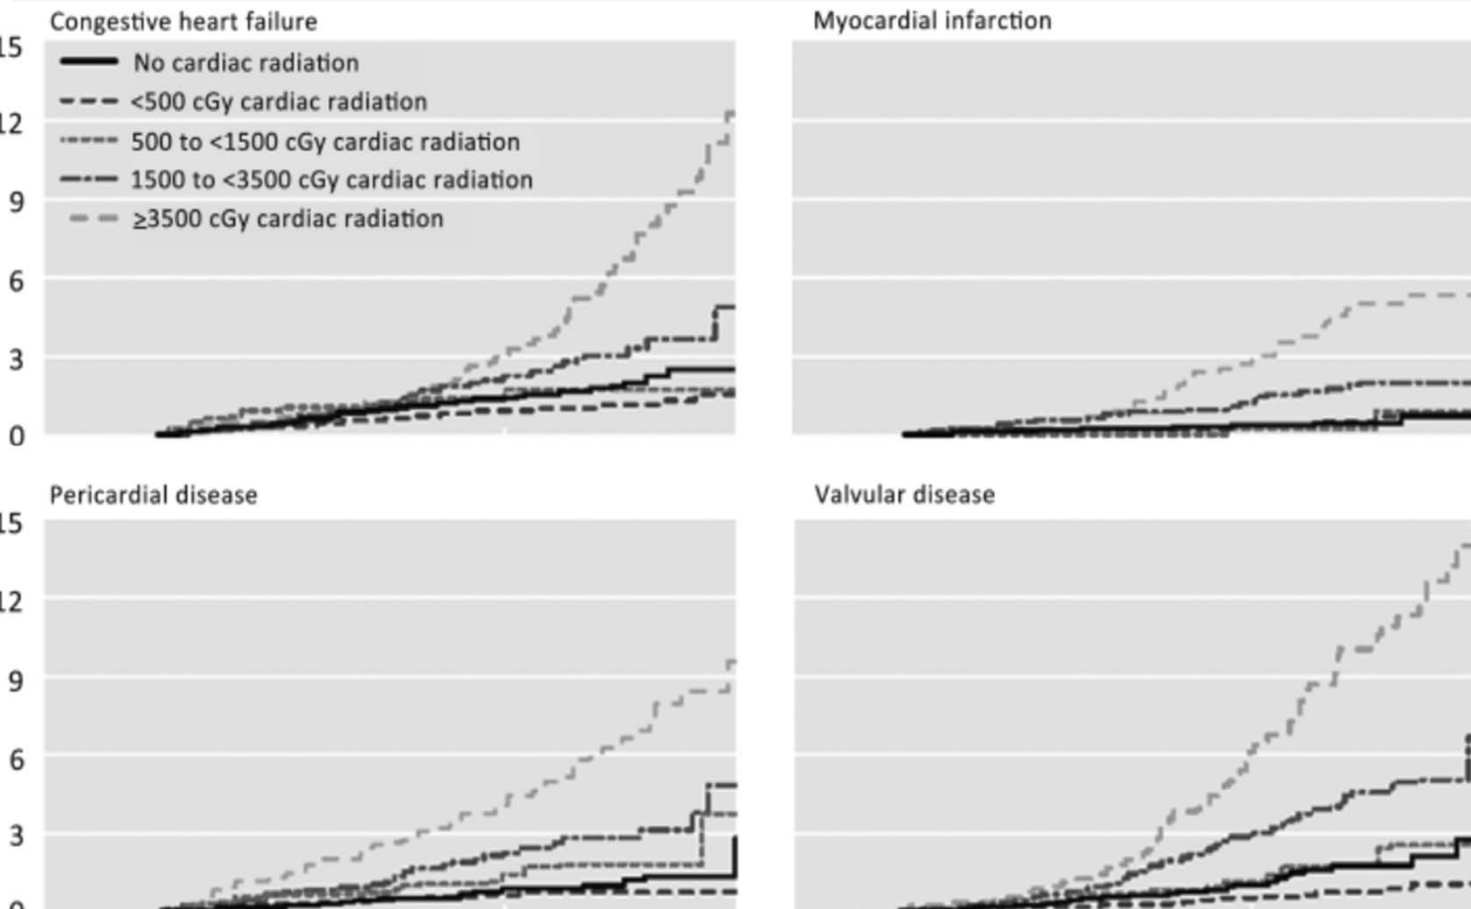 Congestive heart failure
15
No cardiac radiation
<500 cGy cardiac radiation
12
500 to <1500 cGy cardiac radiation
1500 to <3500 cGy cardiac radiation
9
≥3500 cGy cardiac radiation
6
3
0
Myocardial infarction
Pericardial disease
15
12
9
6
3
0
Valvular disease